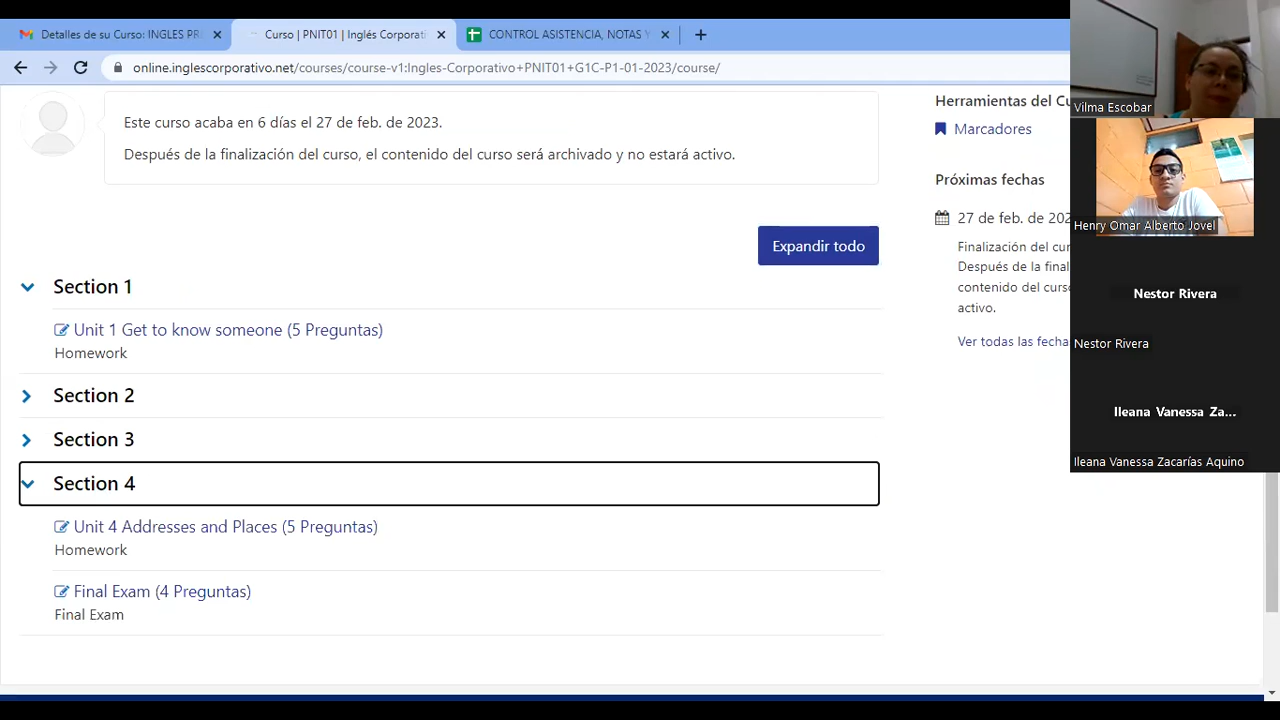 Detalles de su Curso: INGLES PR
Curso | PNIT01 | Inglés Corporati
CONTROL ASISTENCIA, NOTAS Y
online.inglescorporativo.net/courses/course-v1:Ingles-Corporativo+PNIT01+G1C-P1-01-2023/course/
Este curso acaba en 6 días el 27 de feb. de 2023.
Después de la finalización del curso, el contenido del curso será archivado y no estará activo.
Expandir todo
Section 1
Unit 1 Get to know someone (5 Preguntas)
Homework
Section 2
Section 3
Section 4
Unit 4 Addresses and Places (5 Preguntas)
Homework
Final Exam (4 Preguntas)
Final Exam
Herramientas del Cu
Marcadores
Próximas fechas
27 de feb. de 202
Finalización del cur
Después de la final
contenido del curso
activo.
Ver todas las fecha
Vilma Escobar
Henry Omar Alberto Jovel
Nestor Rivera
Nestor Rivera
Ileana Vanessa Za...
Ileana Vanessa Zacarías Aquino